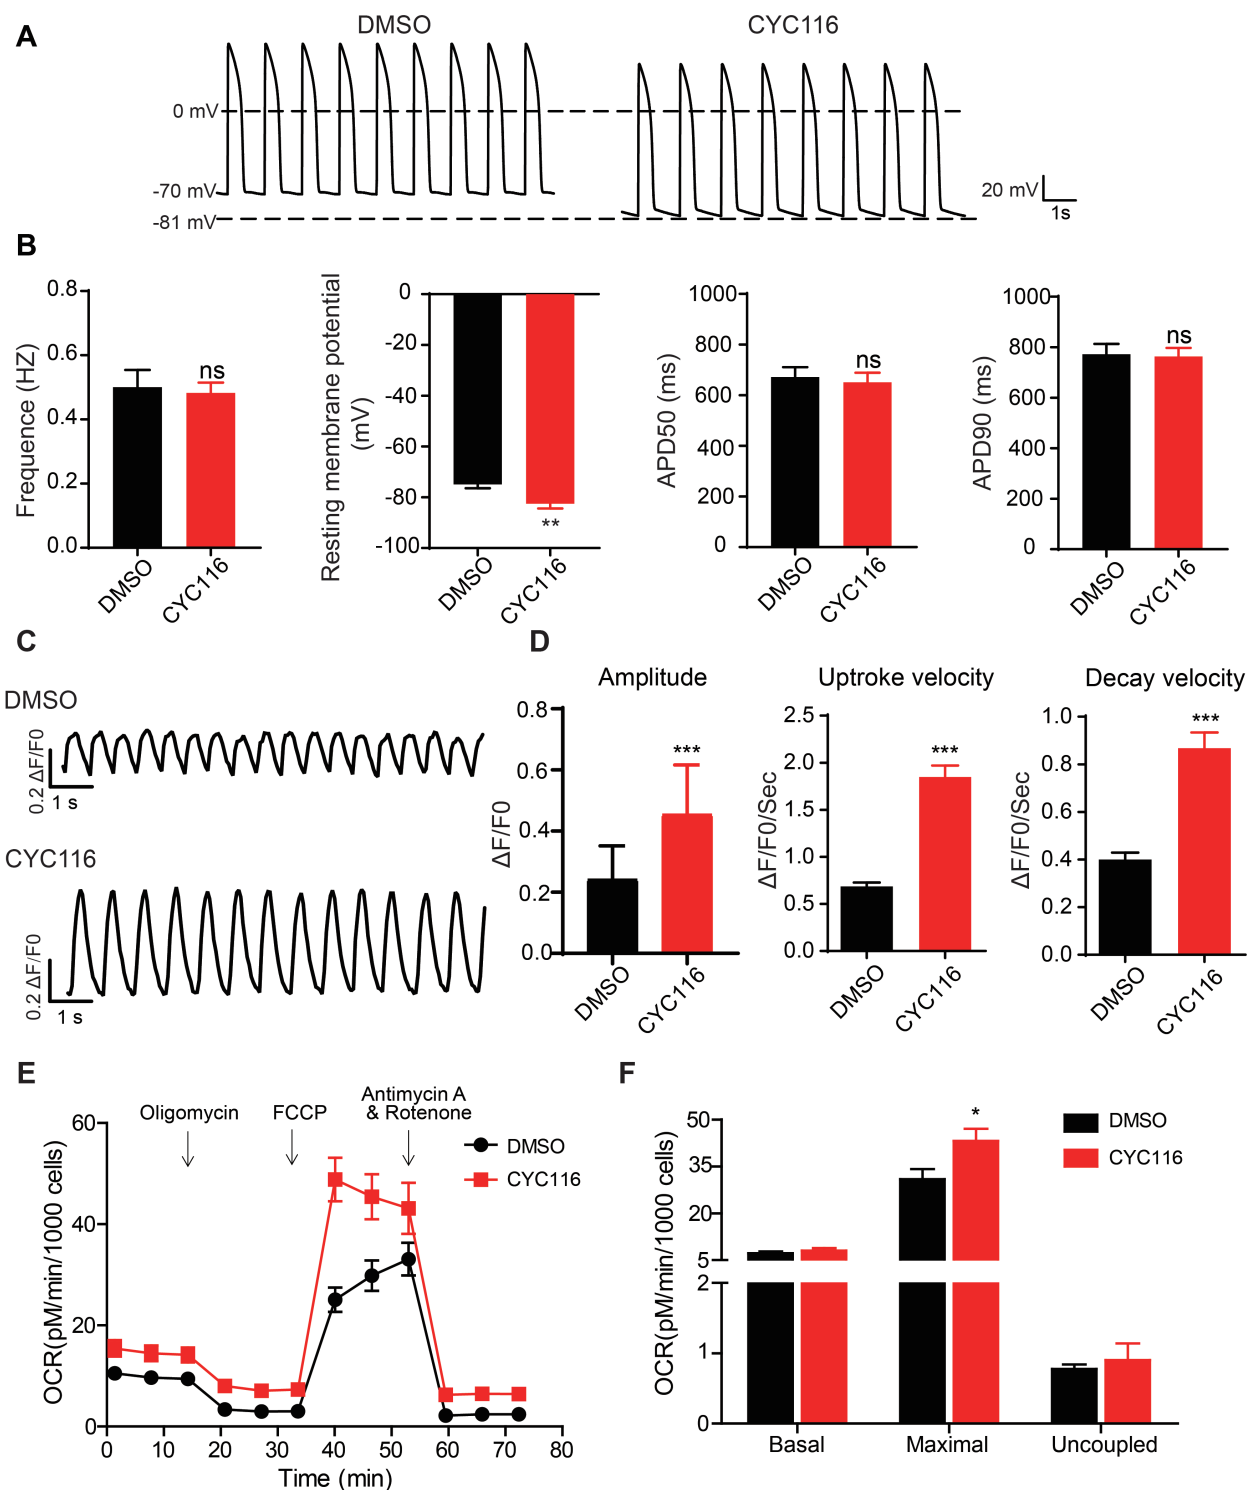 A
DMSO
CYC116
0 mV
-70 mV
-81 mV
20 mV
1s
B
Frequence (HZ)
0.8
0.6
0.4
0.2
0.0
ns
DMSO
CYC116
Resting membrane potential
(mV)
0
-20
-40
-60
-80
-100
**
DMSO
CYC116
APD50 (ms)
1000
800
600
400
200
0
ns
DMSO
CYC116
APD90 (ms)
1000
800
600
400
200
0
ns
DMSO
CYC116
C
DMSO
0.2 ΔF/F0
1 s
CYC116
0.2 ΔF/F0
1 s
D
Amplitude
ΔF/F0
0.8
0.6
0.4
0.2
0.0
***
DMSO
CYC116
Uptroke velocity
ΔF/F0/Sec
2.5
2.0
1.5
1.0
0.5
0.0
***
DMSO
CYC116
Decay velocity
ΔF/F0/Sec
1.0
0.8
0.6
0.4
0.2
0.0
***
DMSO
CYC116
E
OCR(pM/min/1000 cells)
60
40
20
0
Oligomycin
FCCP
Antimycin A
& Rotenone
DMSO
CYC116
0 10 20 30 40 50 60 70 80
Time (min)
F
OCR(pM/min/1000 cells)
50
35
20
5
2
1
0
*
DMSO
CYC116
Basal
Maximal
Uncoupled